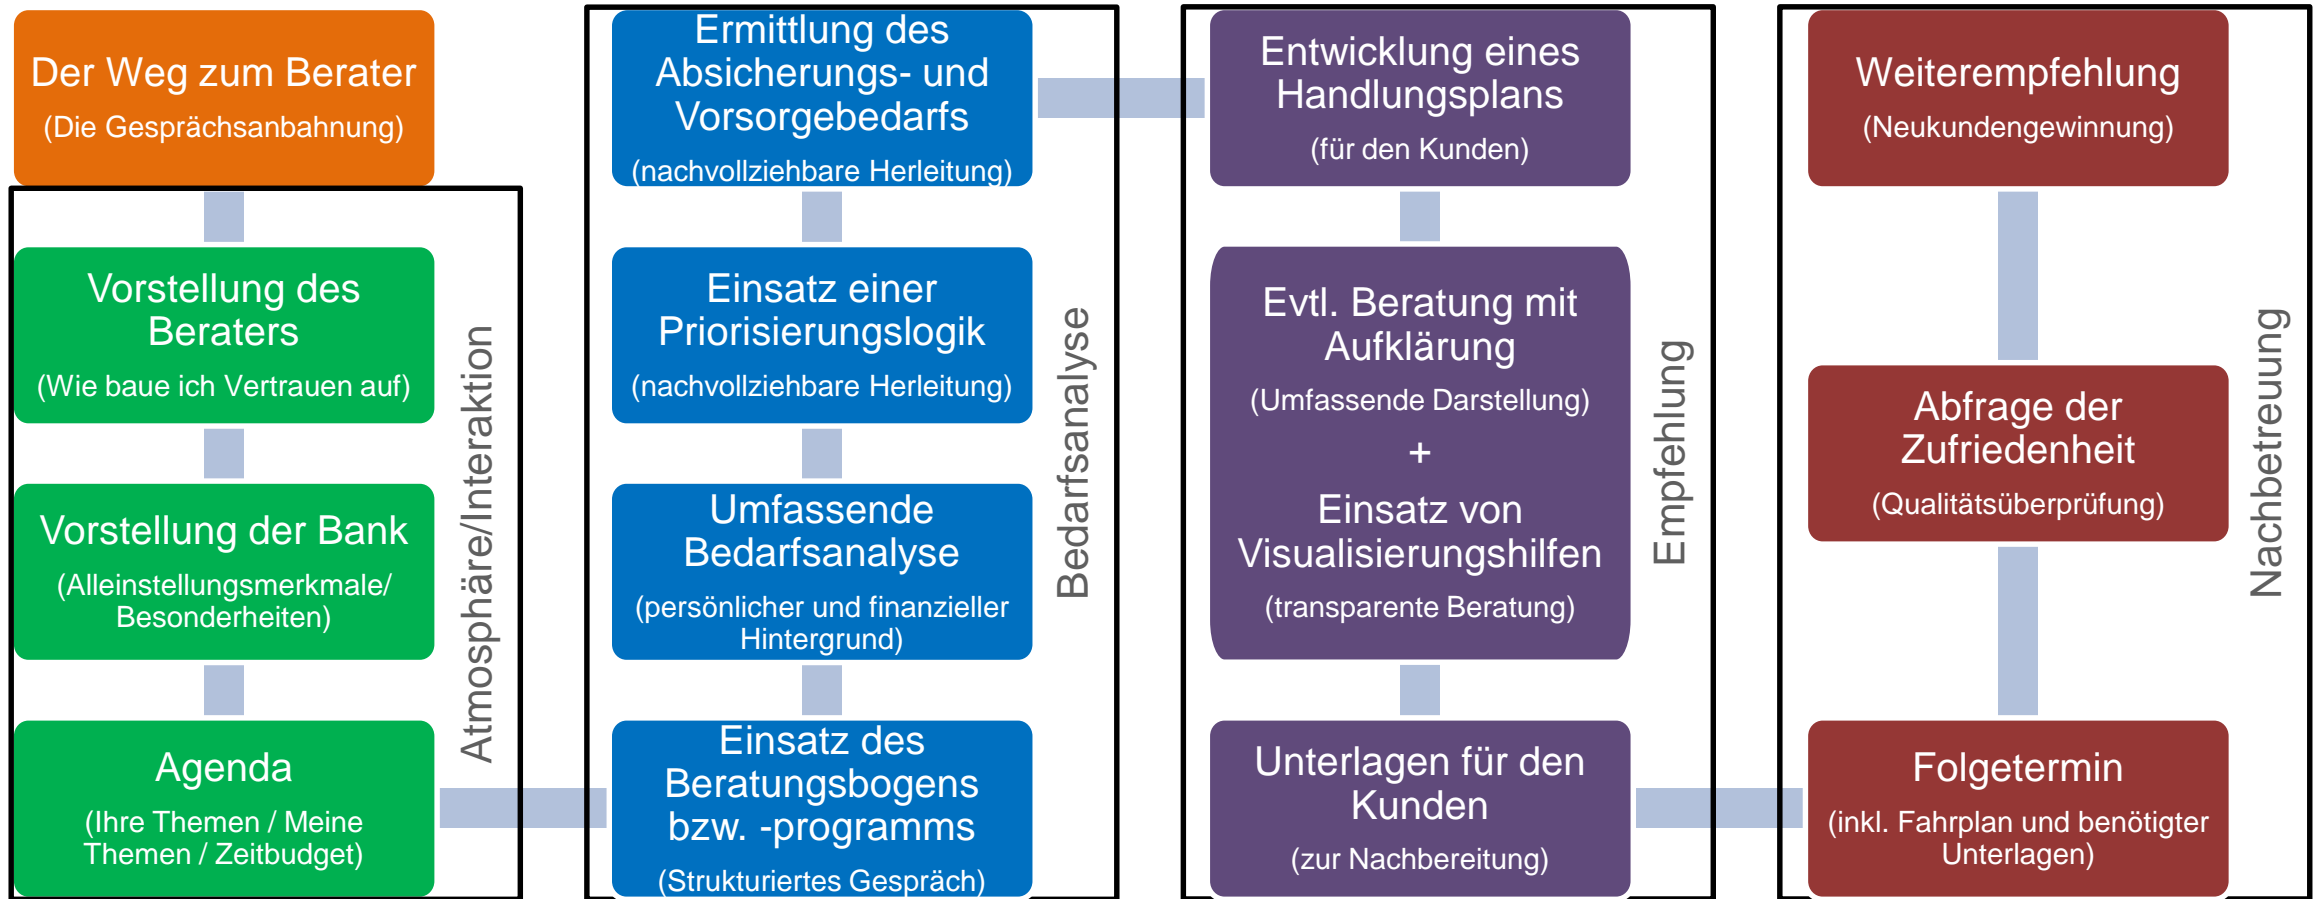 Der Weg zum Berater
(Die Gesprächsanbahnung)
Vorstellung des
Beraters
(Wie baue ich Vertrauen auf)
Vorstellung der Bank
(Alleinstellungsmerkmale/
Besonderheiten)
Agenda
(Ihre Themen / Meine
Themen / Zeitbudget)
Atmosphäre/Interaktion
Ermittlung des
Absicherungs- und
Vorsorgebedarfs
(nachvollziehbare Herleitung)
Einsatz einer
Priorisierungslogik
(nachvollziehbare Herleitung)
Umfassende
Bedarfsanalyse
(persönlicher und finanzieller
Hintergrund)
Einsatz des
Beratungsbogens
bzw. -programms
(Strukturiertes Gespräch)
Bedarfsanalyse
Entwicklung eines
Handlungsplans
(für den Kunden)
Evtl. Beratung mit
Aufklärung
(Umfassende Darstellung)
+
Einsatz von
Visualisierungshilfen
(transparente Beratung)
Unterlagen für den
Kunden
(zur Nachbereitung)
Empfehlung
Weiterempfehlung
(Neukundengewinnung)
Abfrage der
Zufriedenheit
(Qualitätsüberprüfung)
Folgetermin
(inkl. Fahrplan und benötigter
Unterlagen)
Nachbetreuung